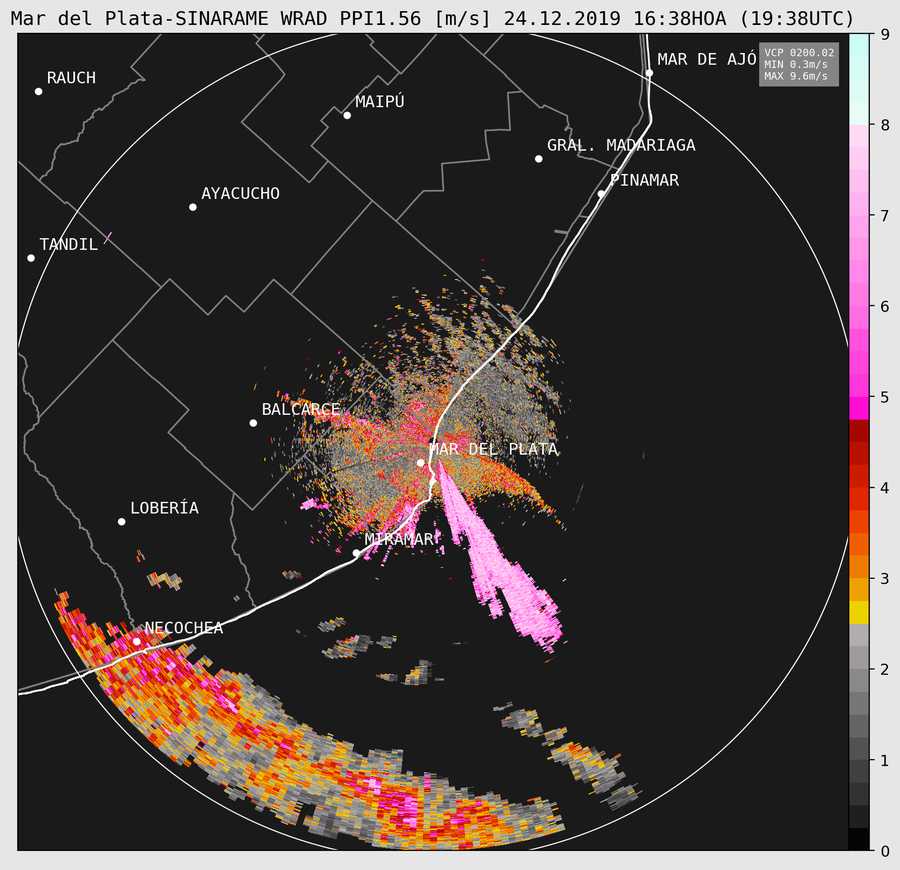 Mar del Plata-SINARAME WRAD PPI1.56 [m/s] 24.12.2019 16:38HOA (19:38UTC)
VCP 0200.02
MIN 0.3m/s
MAX 9.6m/s
MAR DE AJÓ
RAUCH
MAIPÚ
GRAL. MADARIAGA
PINAMAR
AYACUCHO
TANDIL
BALCARCE
MAR DEL PLATA
LOBERÍA
MIRAMAR
NECOCHEA
9
8
7
6
5
4
3
2
1
0